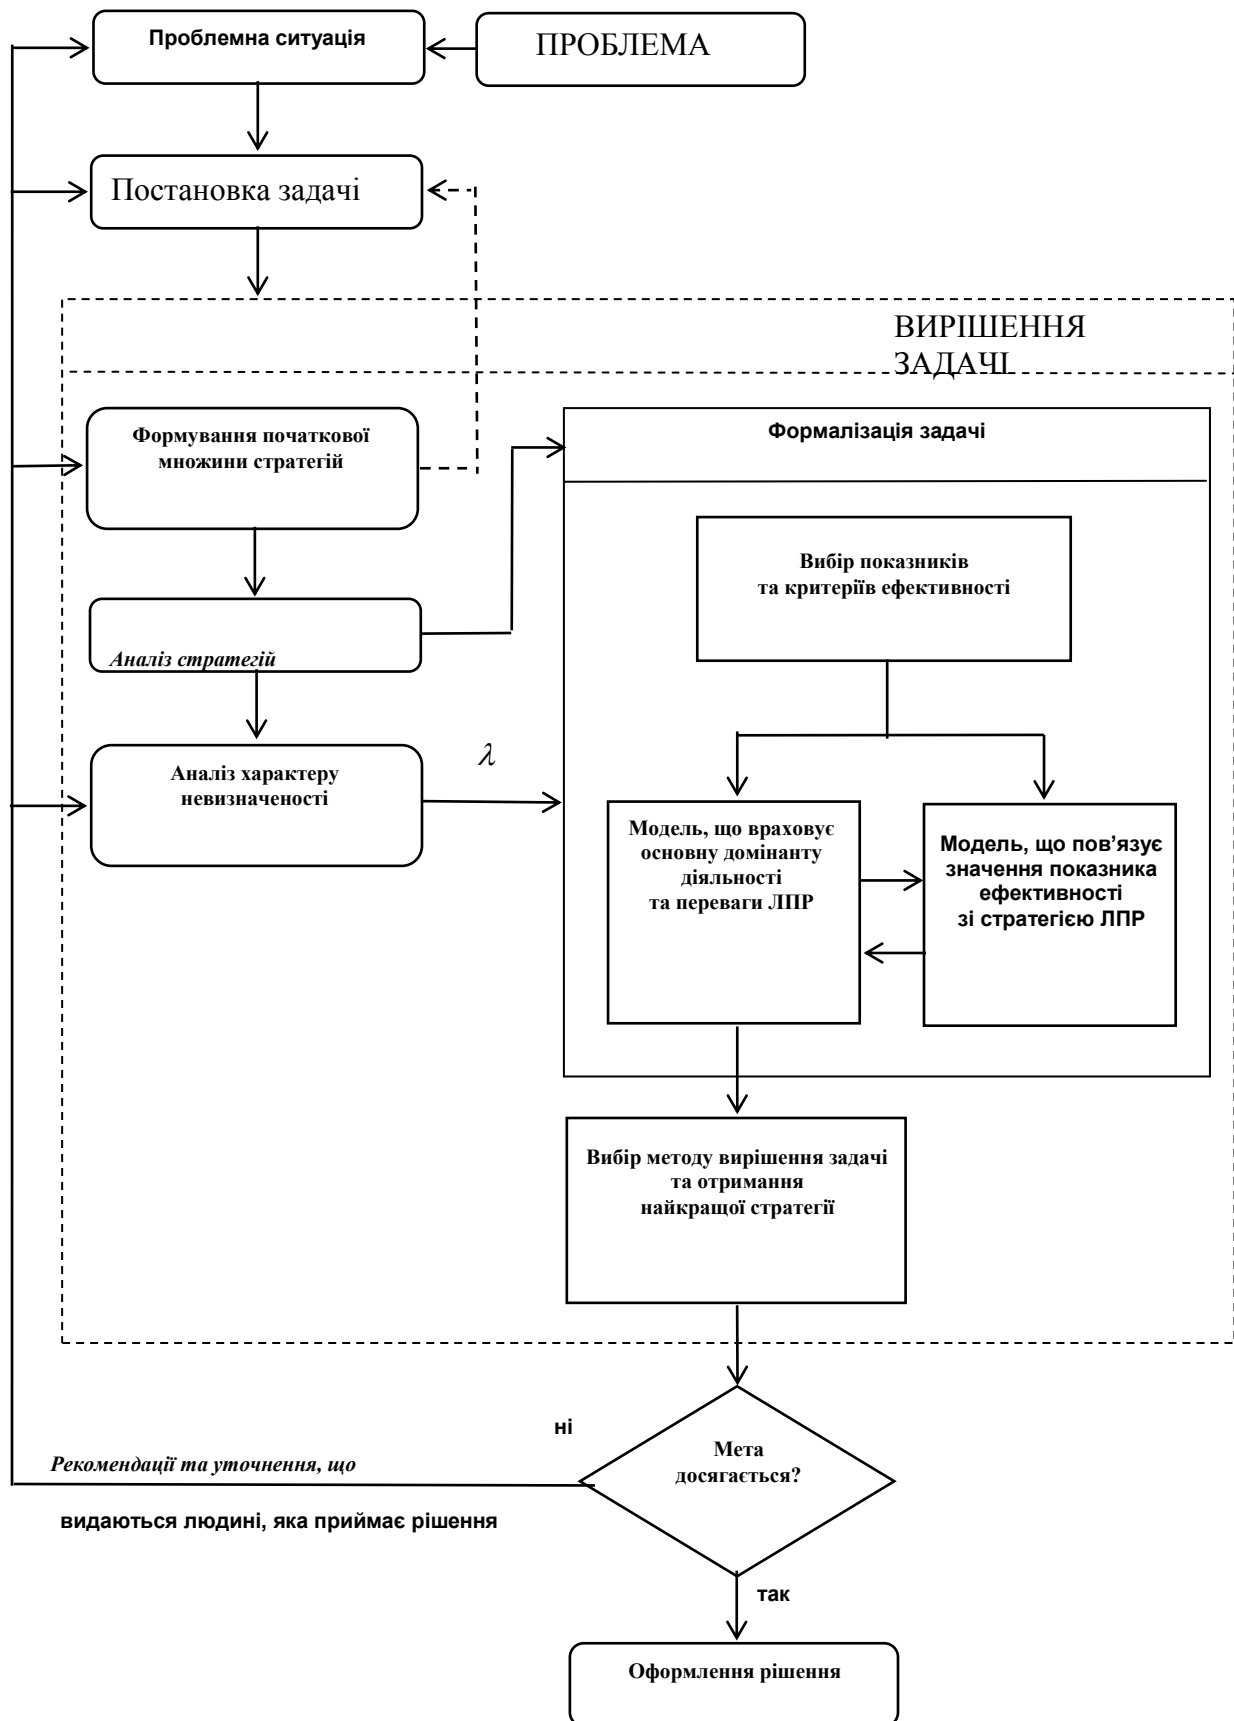 Проблемна ситуація
ПРОБЛЕМА
Постановка задачі
ВИРІШЕННЯ
ЗАДАЧІ
Формування початкової
множини стратегій
Формалізація задачі
Вибір показників
та критеріїв ефективності
Аналіз стратегій
Аналіз характеру
невизначеності
λ
Модель, що враховує
основну домінанту
діяльності
та переваги ЛПР
Модель, що пов’язує
значення показника
ефективності
зі стратегією ЛПР
Вибір методу вирішення задачі
та отримання
найкращої стратегії
ні
Мета
досягається?
Рекомендації та уточнення, що
видаються людині, яка приймає рішення
так
Оформлення рішення